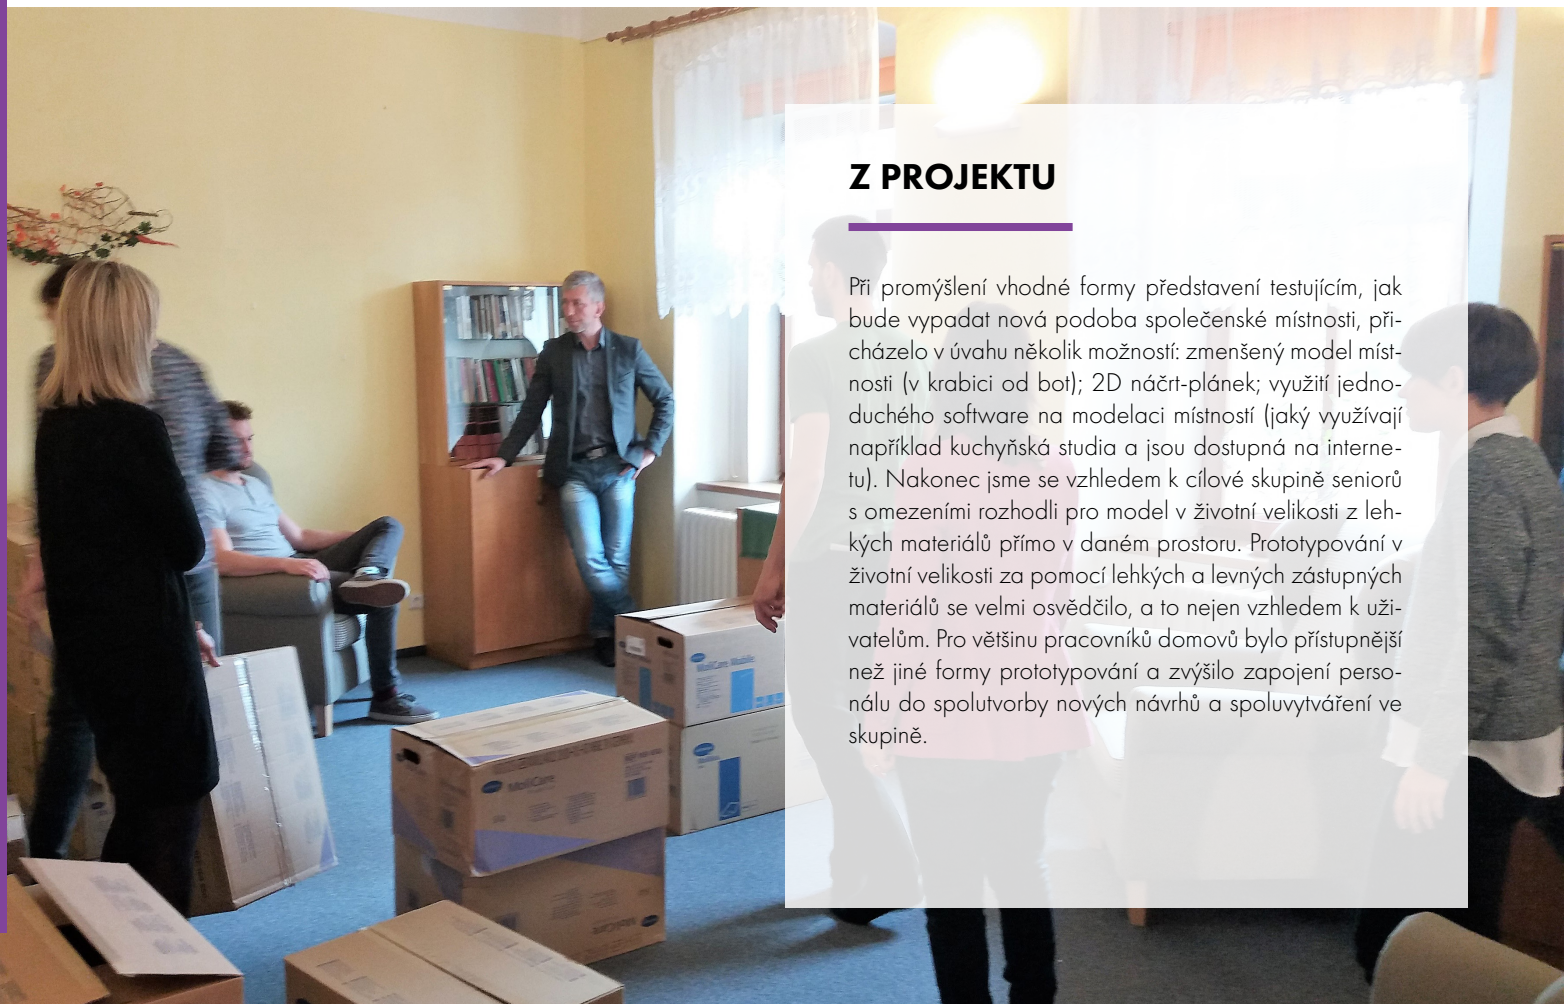 Z PROJEKTU
Při promýšlení vhodné formy představení testujícím, jak
bude vypadat nová podoba společenské místnosti, při-
cházelo v úvahu několik možností: zmenšený model míst-
nosti (v krabici od bot); 2D náčrt-plánek; využití jedno-
duchého software na modelaci místností (jaký využívají
například kuchyňská studia a jsou dostupná na interne-
tu). Nakonec jsme se vzhledem k cílové skupině seniorů
s omezeními rozhodli pro model v životní velikosti z leh-
kých materiálů přímo v daném prostoru. Prototypování v
životní velikosti za pomocí lehkých a levných zástupných
materiálů se velmi osvědčilo, a to nejen vzhledem k uži-
vatelům. Pro většinu pracovníků domovů bylo přístupnější
než jiné formy prototypování a zvýšilo zapojení perso-
nálu do spolutvorby nových návrhů a spoluvytváření ve
skupině.
MoliCare Mobile
MoliCare